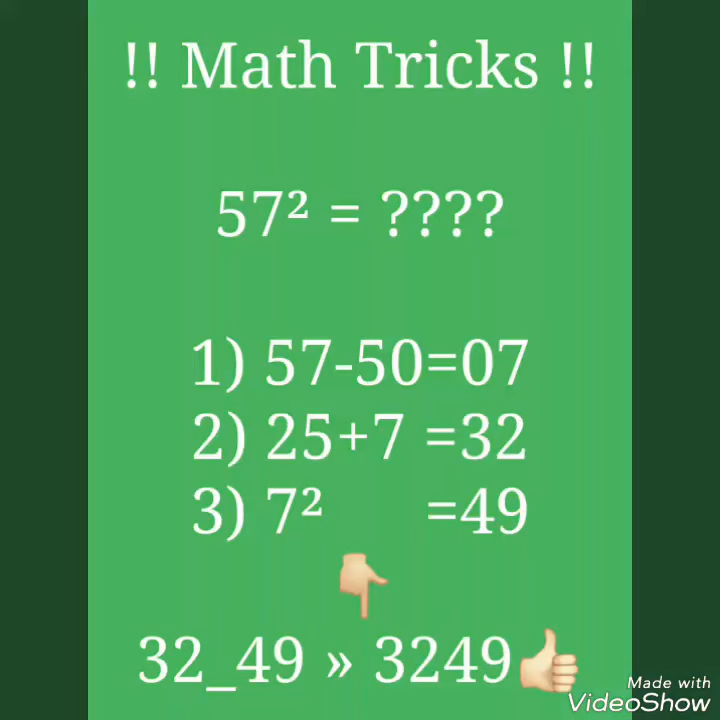 !! Math Tricks !!
57² = ????
1) 57-50=07
2) 25+7 =32
3) 7² =49
👇🏼
32_49 » 3249👍🏻
Made with
VideoShow